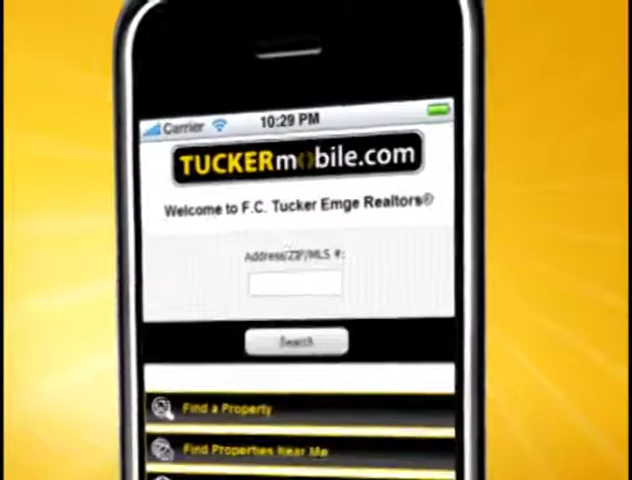 Carrier 10:29 PM
TUCKERmobile.com
Welcome to F.C. Tucker Emge Realtors®
Address/ZIP/MLS #:
Search
Find a Property
Find Properties Near Me